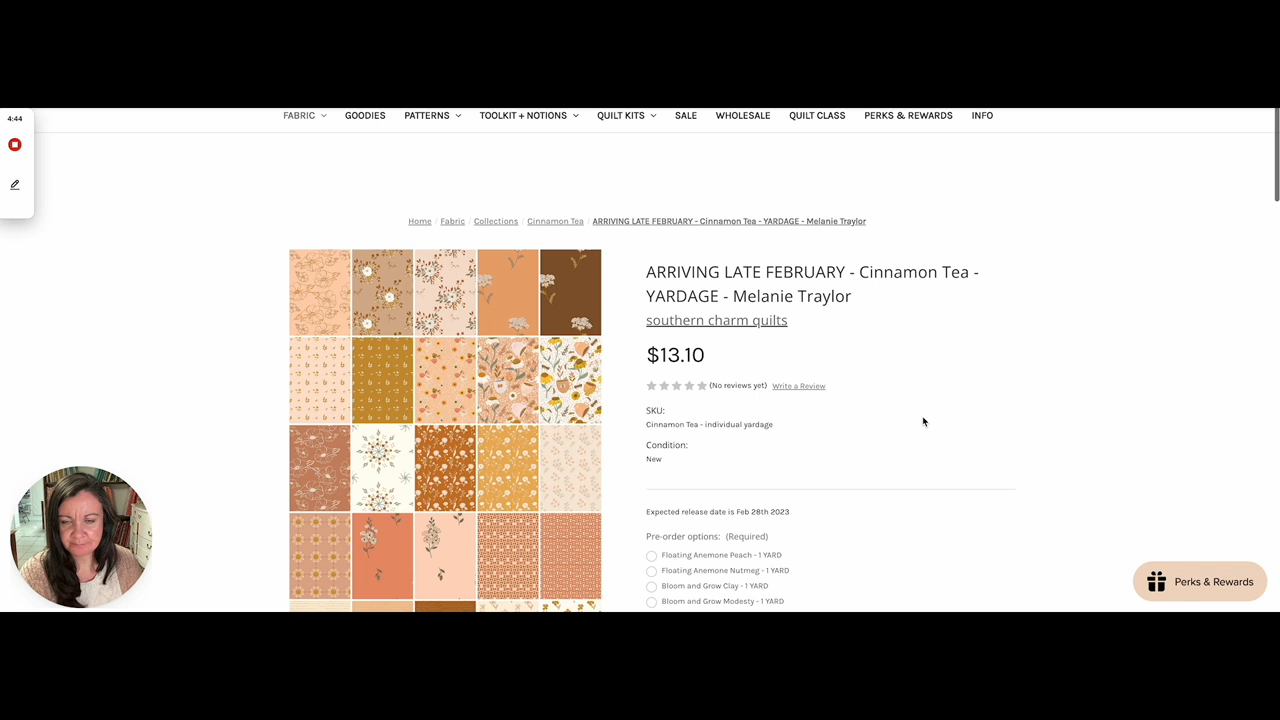 4:44
FABRIC
GOODIES
PATTERNS
TOOLKIT + NOTIONS
QUILT KITS
SALE
WHOLESALE
QUILT CLASS
PERKS & REWARDS
INFO
Home / Fabric / Collections / Cinnamon Tea / ARRIVING LATE FEBRUARY - Cinnamon Tea - YARDAGE - Melanie Traylor
ARRIVING LATE FEBRUARY - Cinnamon Tea -
YARDAGE - Melanie Traylor
southern charm quilts
$13.10
(No reviews yet) Write a Review
SKU:
Cinnamon Tea - individual yardage
Condition:
New
Expected release date is Feb 28th 2023
Pre-order options: (Required)
Floating Anemone Peach - 1 YARD
Floating Anemone Nutmeg - 1 YARD
Bloom and Grow Clay - 1 YARD
Bloom and Grow Modesty - 1 YARD
Perks & Rewards